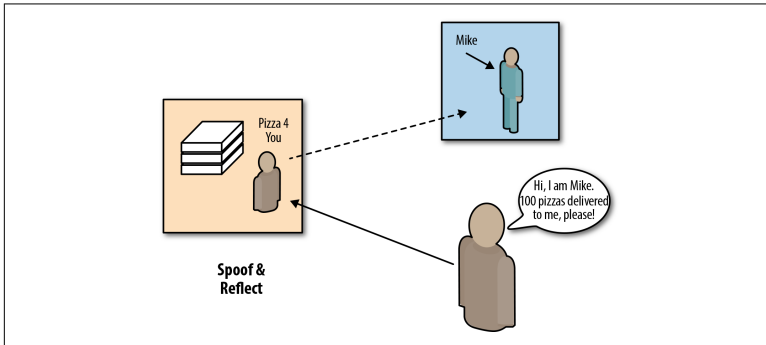 Mike
Pizza 4
You
Hi, I am Mike.
100 pizzas delivered
to me, please!
Spoof &
Reflect